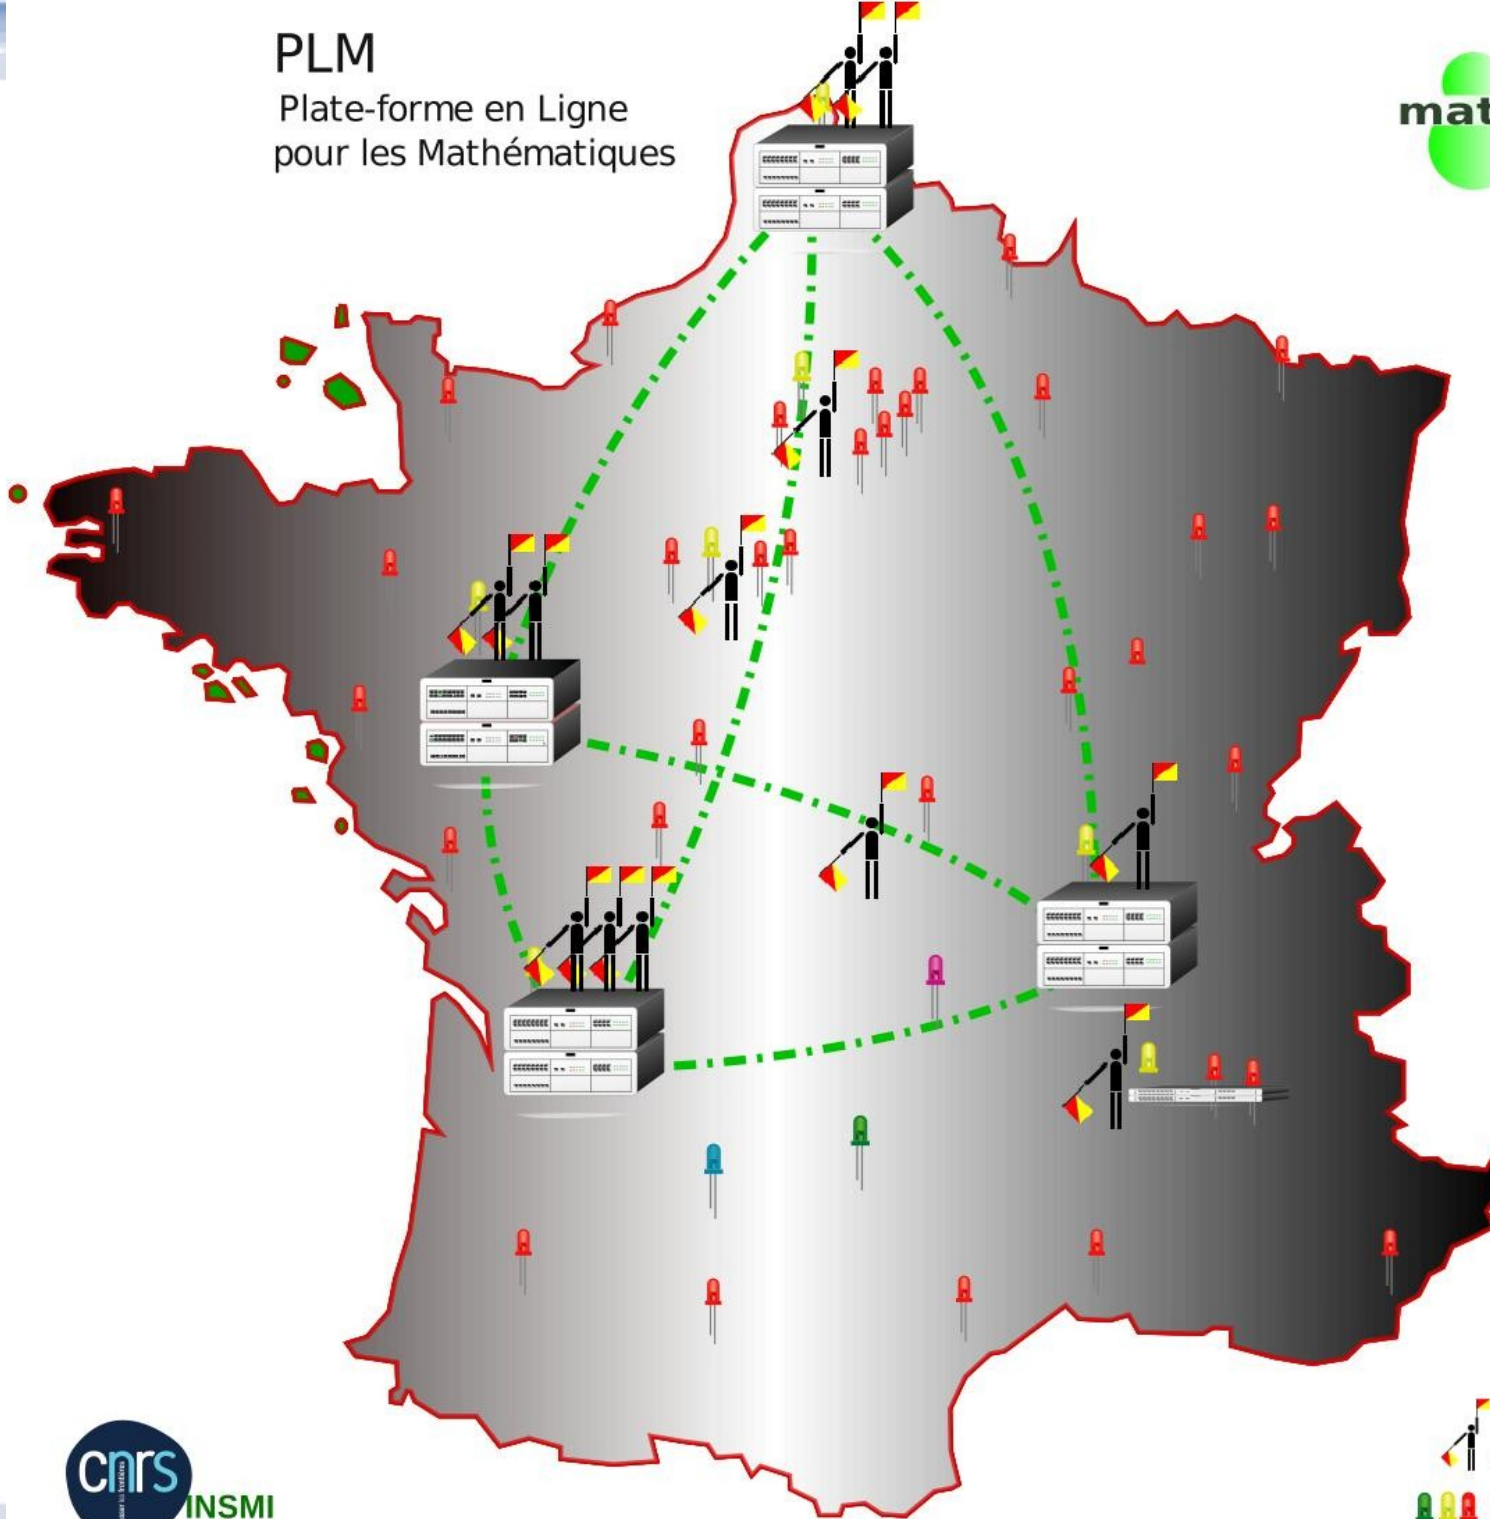 PLM
Plate-forme en Ligne
pour les Mathématiques
mat
cnrs
INSMI